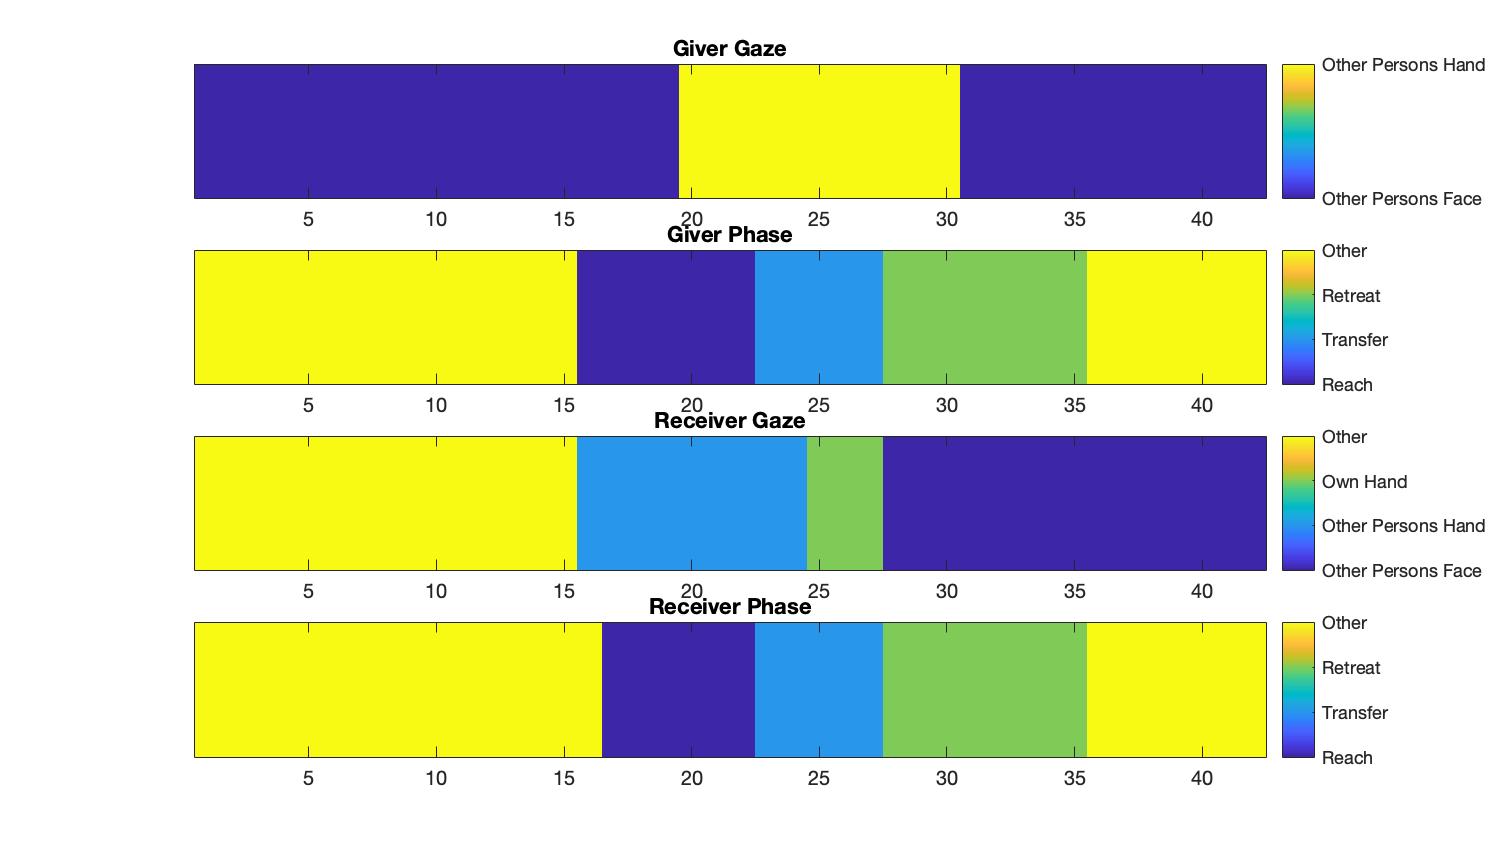 Giver Gaze
Other Persons Hand
Other Persons Face
5 10 15 20 25 30 35 40
Giver Phase
Other
Retreat
Transfer
Reach
5 10 15 20 25 30 35 40
Receiver Gaze
Other
Own Hand
Other Persons Hand
Other Persons Face
5 10 15 20 25 30 35 40
Receiver Phase
Other
Retreat
Transfer
Reach
5 10 15 20 25 30 35 40